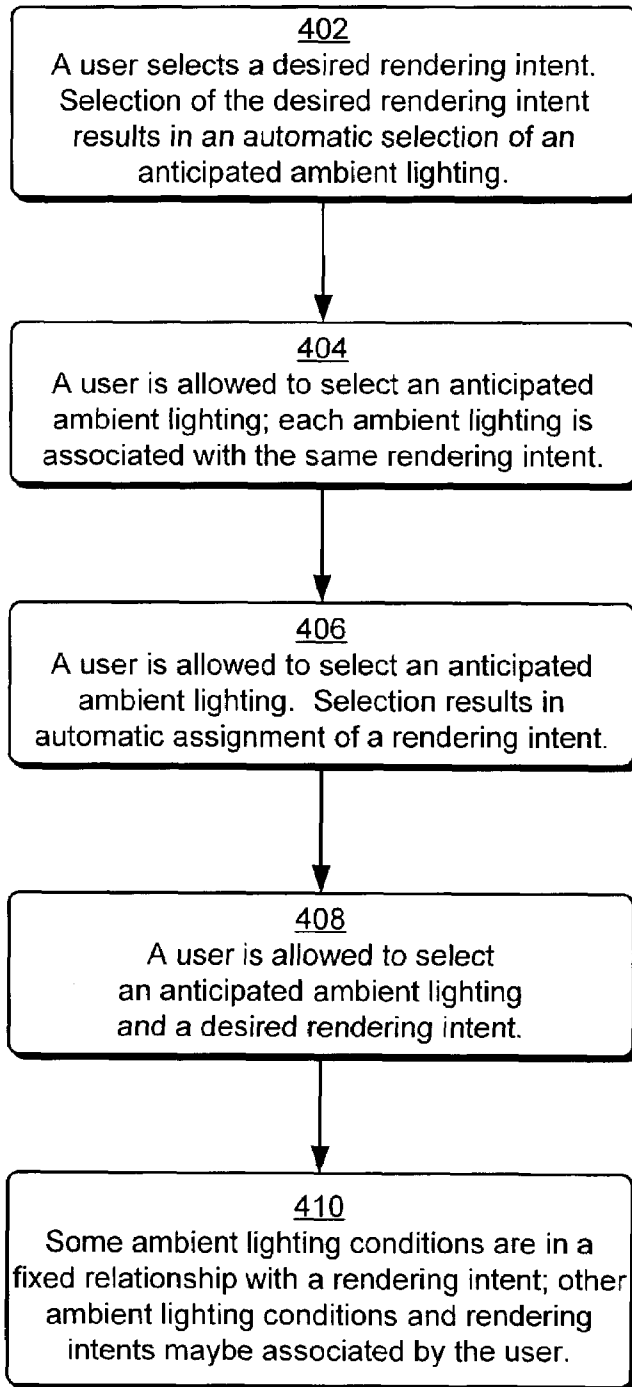 402
A user selects a desired rendering intent.
Selection of the desired rendering intent
results in an automatic selection of an
anticipated ambient lighting.
404
A user is allowed to select an anticipated
ambient lighting; each ambient lighting is
associated with the same rendering intent.
406
A user is allowed to select an anticipated
ambient lighting. Selection results in
automatic assignment of a rendering intent.
408
A user is allowed to select
an anticipated ambient lighting
and a desired rendering intent.
410
Some ambient lighting conditions are in a
fixed relationship with a rendering intent; other
ambient lighting conditions and rendering
intents maybe associated by the user.